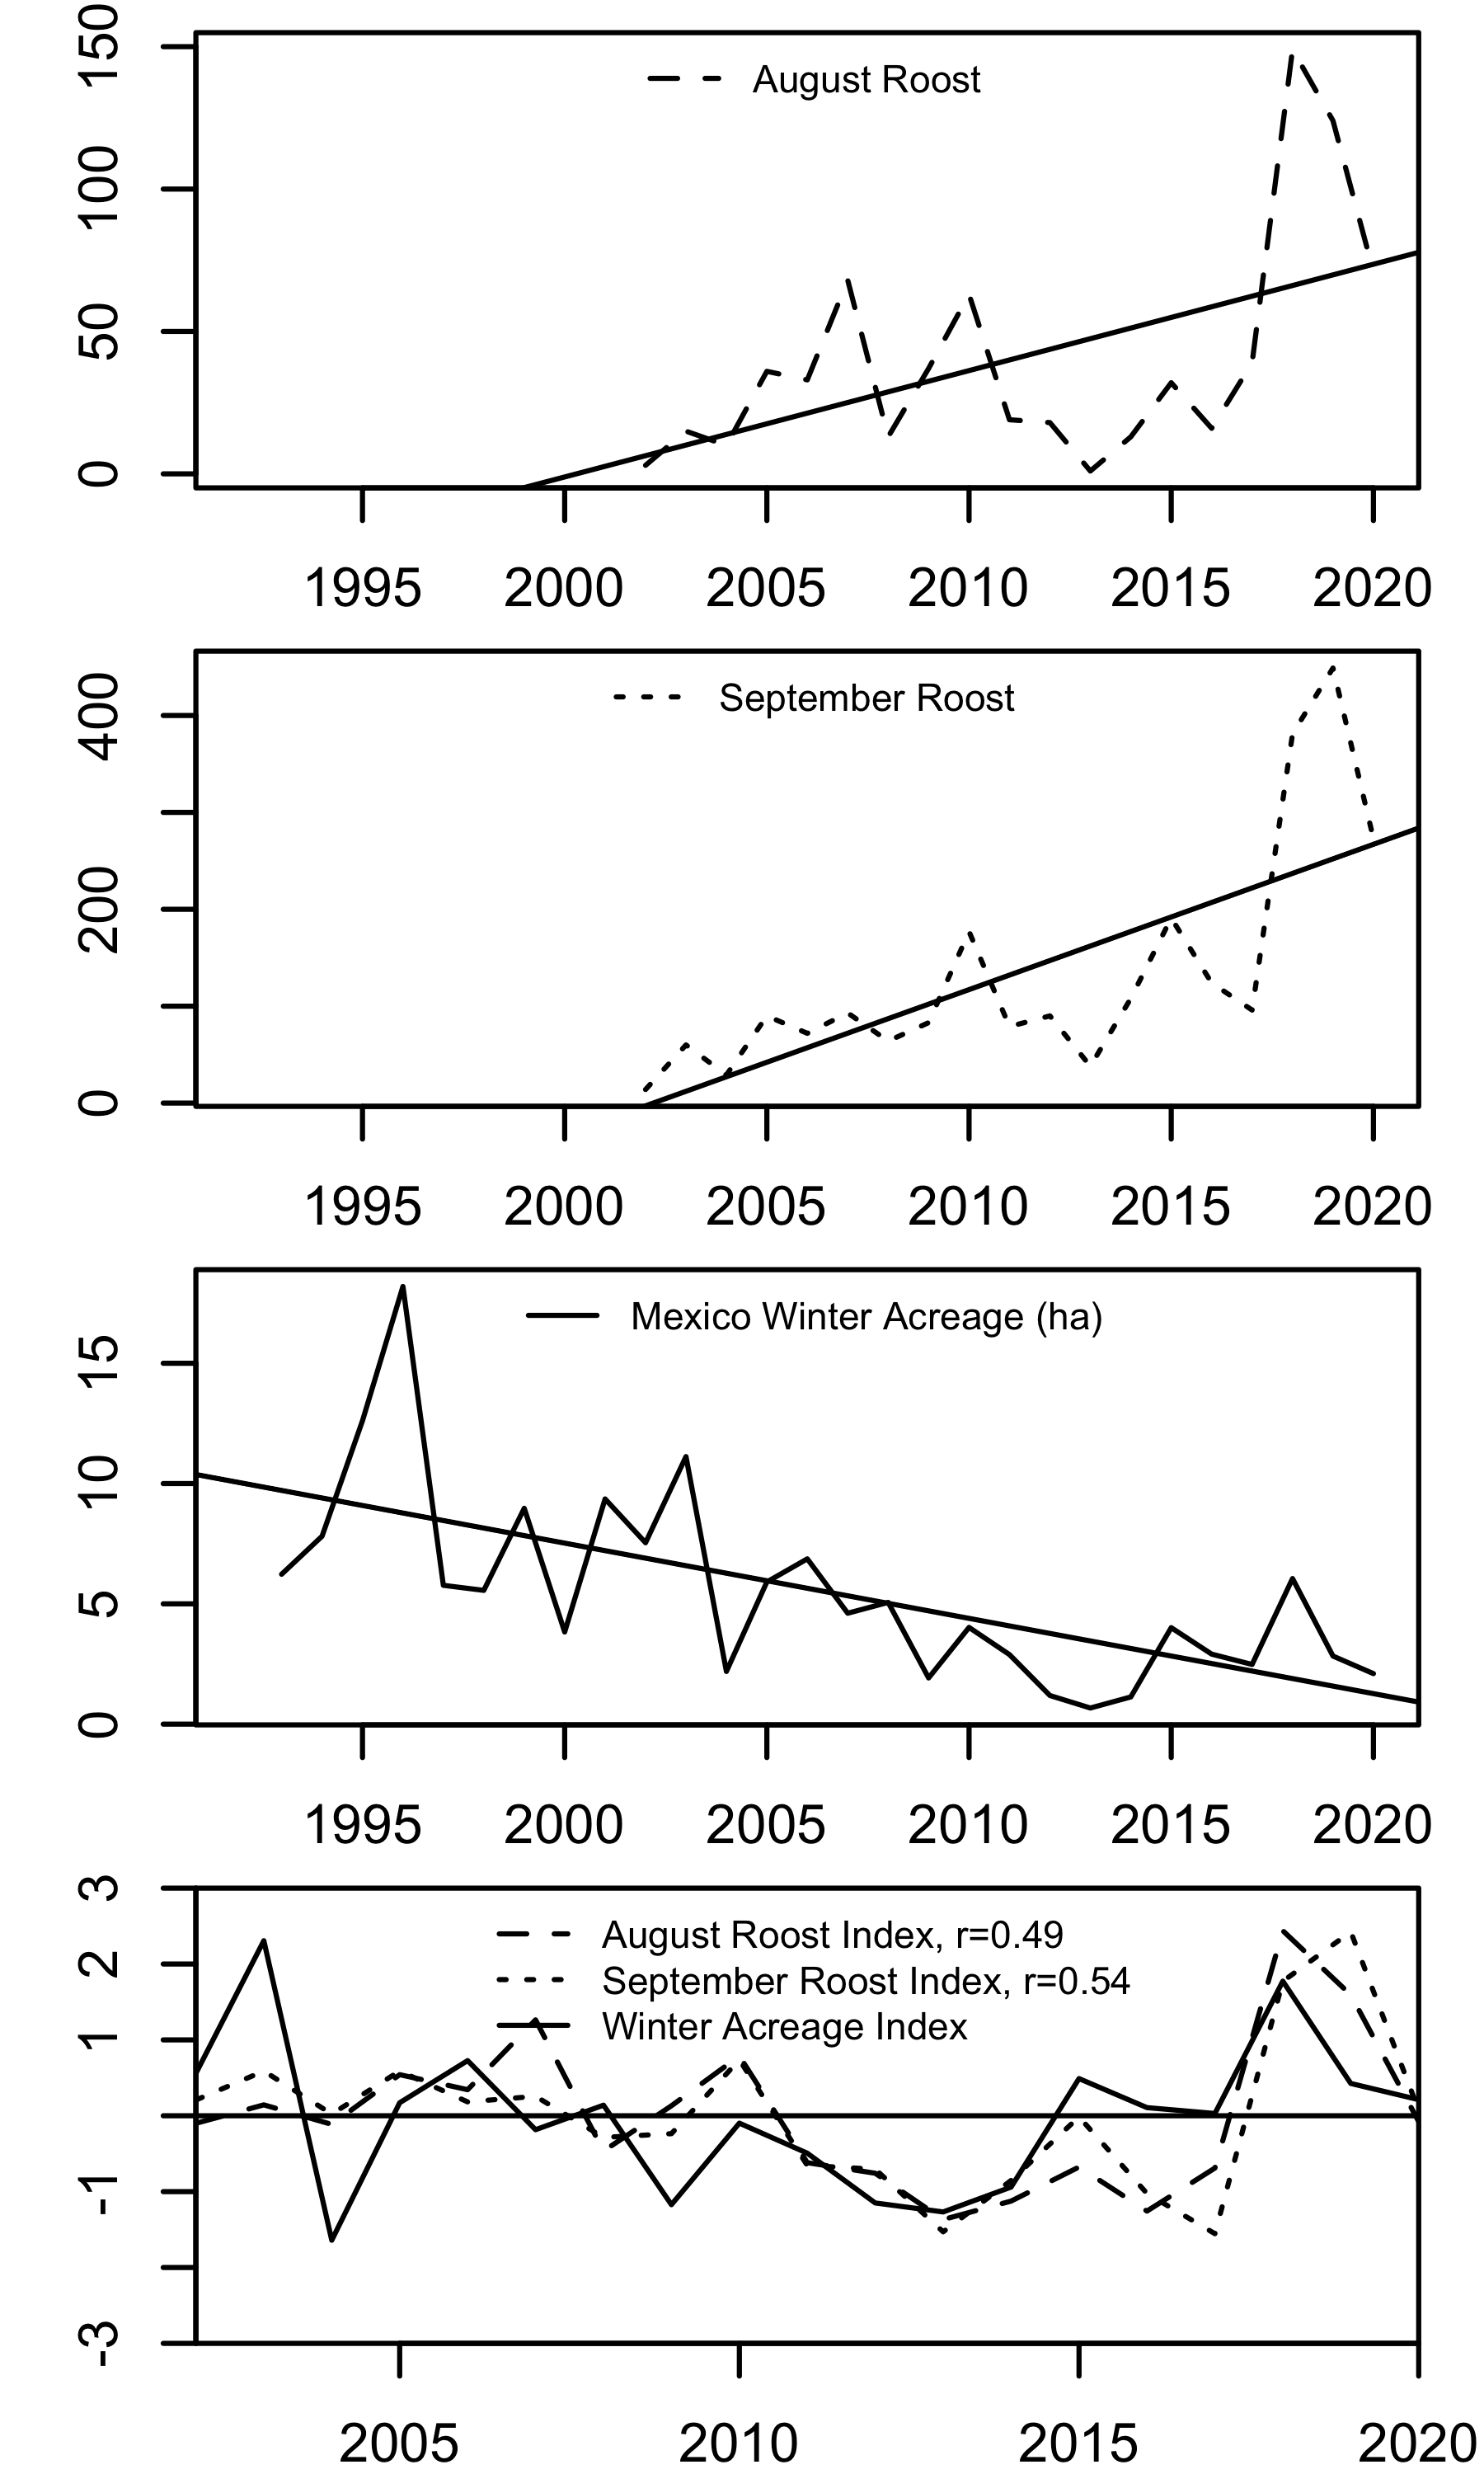 150
100
50
0
August Roost
1995 2000 2005 2010 2015 2020
400
200
0
September Roost
1995 2000 2005 2010 2015 2020
15
10
5
0
Mexico Winter Acreage (ha)
1995 2000 2005 2010 2015 2020
3
2
1
-1
-3
August Roost Index, r=0.49
September Roost Index, r=0.54
Winter Acreage Index
2005 2010 2015 2020